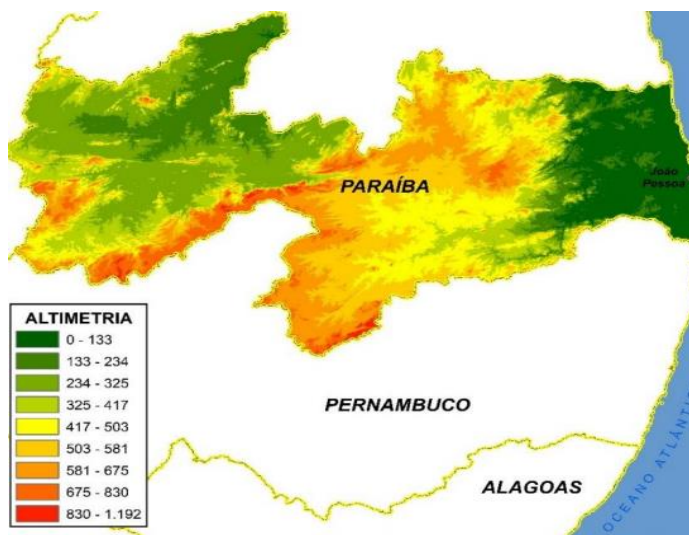 João
Pessoa
PARAÍBA
ALTIMETRIA
0 - 133
133 - 234
234 - 325
325 - 417
417 - 503
503 - 581
581 - 675
675 - 830
830 - 1.192
PERNAMBUCO
ALAGOAS
OCEANO ATLÂNTI